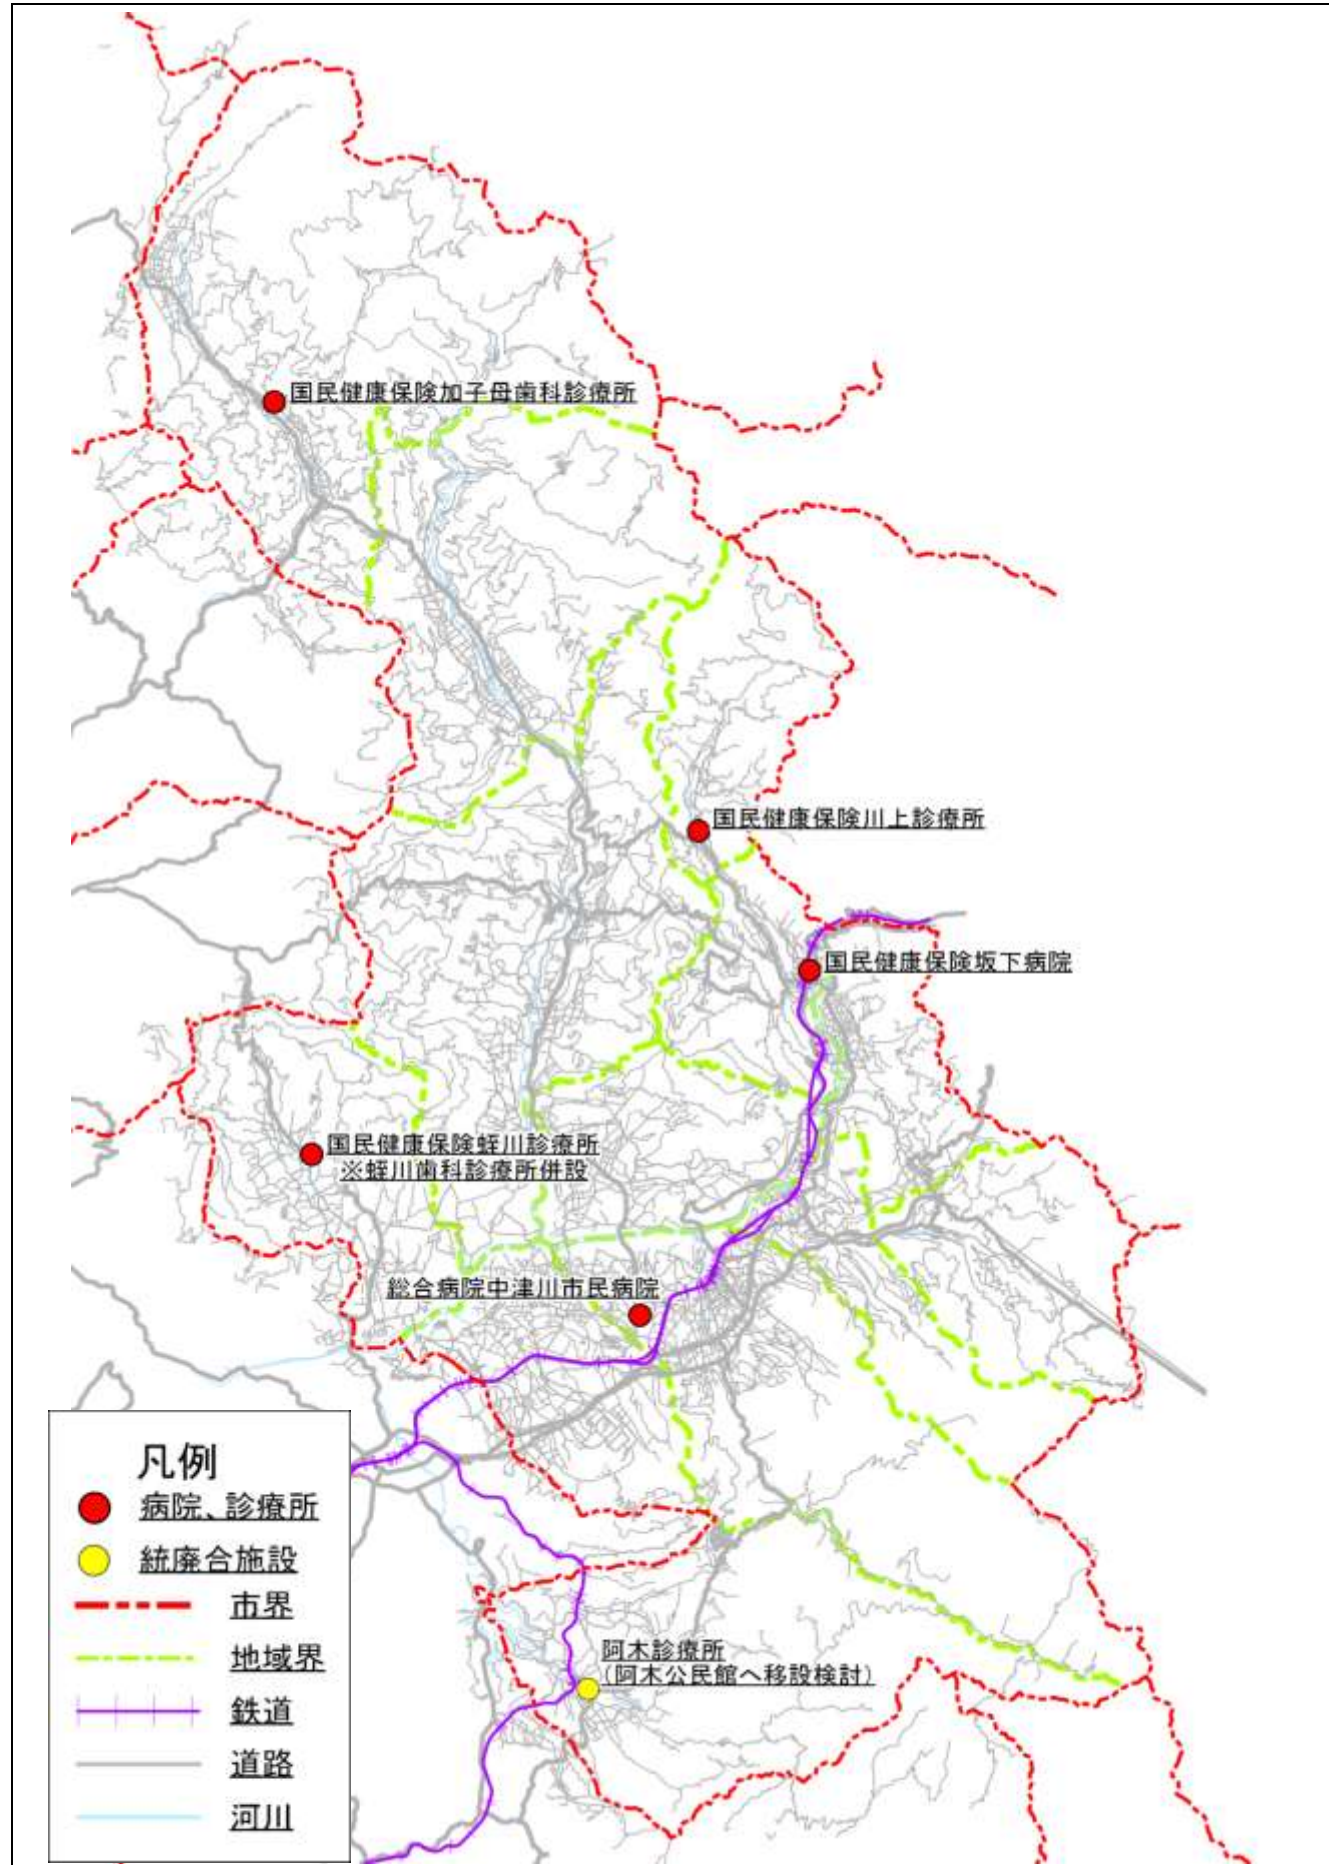 国民健康保険加子母歯科診療所
国民健康保険川上診療所
国民健康保険坂下病院
国民健康保険蛭川診療所
※蛭川歯科診療所併設
総合病院中津川市民病院
阿木診療所
(阿木公民館へ移設検討)
凡例
病院、診療所
統廃合施設
市界
地域界
鉄道
道路
河川